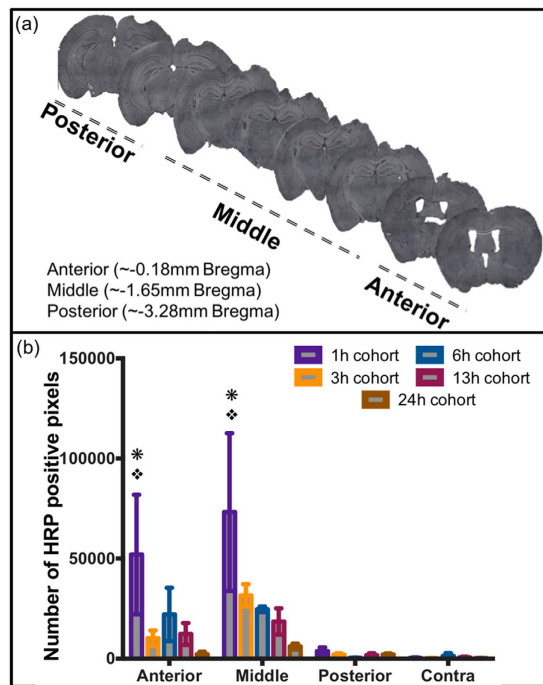 (a)
Posterior
Middle
Anterior
Anterior (~-0.18mm Bregma)
Middle (~-1.65mm Bregma)
Posterior (~-3.28mm Bregma)
(b)
Number of HRP positive pixels
150000
100000
50000
0
1h cohort
6h cohort
3h cohort
13h cohort
24h cohort
*
❖
*
❖
Anterior Middle Posterior Contra